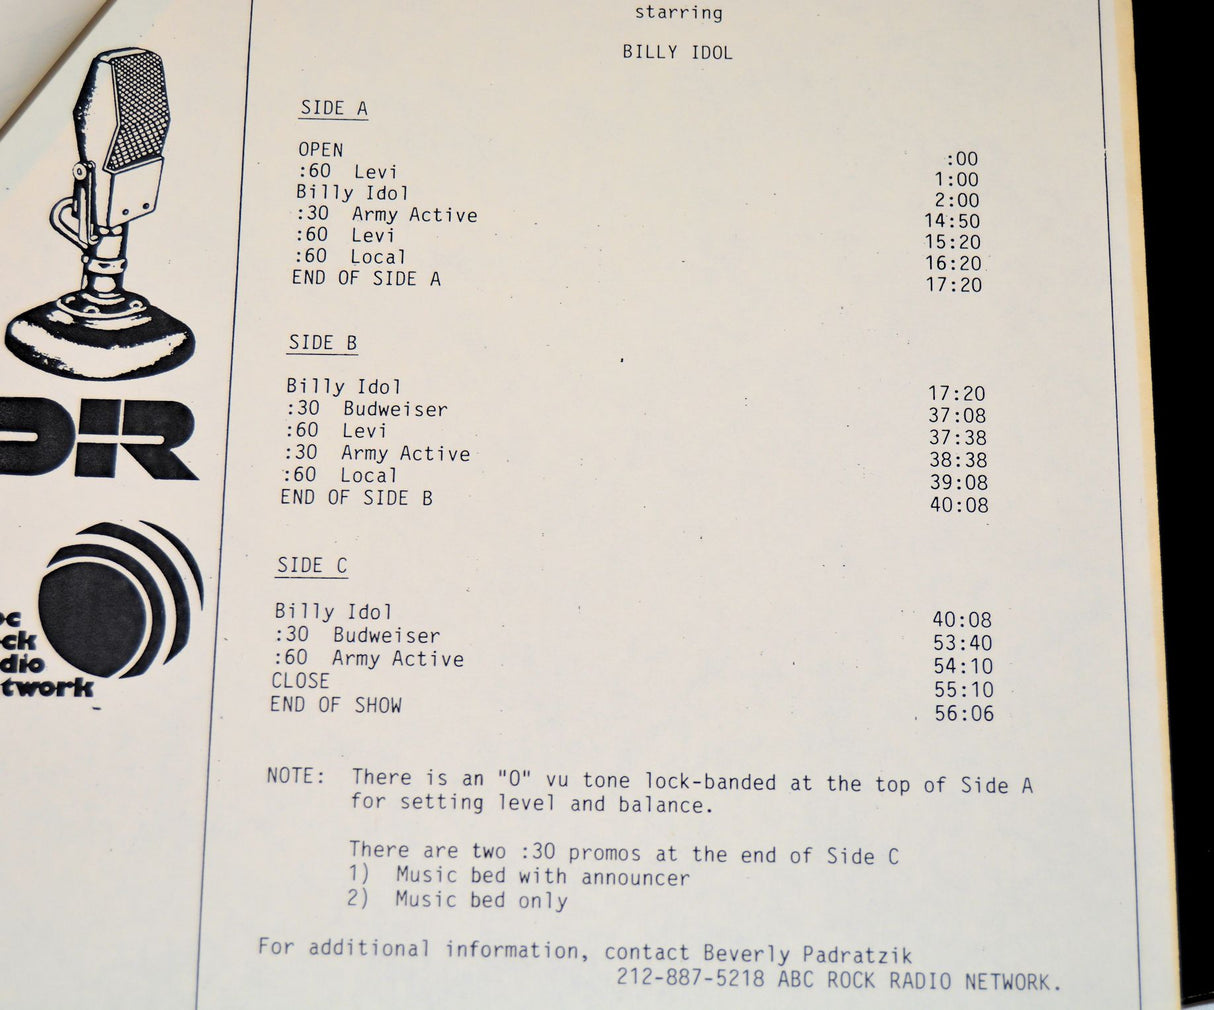 starring
BILLY IDOL
SIDE A
OPEN :00
:60 Levi 1:00
Billy Idol 2:00
:30 Army Active 14:50
:60 Levi 15:20
:60 Local 16:20
END OF SIDE A 17:20
SIDE B
Billy Idol 17:20
:30 Budweiser 37:08
:60 Levi 37:38
:30 Army Active 38:38
:60 Local 39:08
END OF SIDE B 40:08
SIDE C
Billy Idol 40:08
:30 Budweiser 53:40
:60 Army Active 54:10
CLOSE 55:10
END OF SHOW 56:06
NOTE: There is an "0" vu tone lock-banded at the top of Side A
for setting level and balance.
There are two :30 promos at the end of Side C
1) Music bed with announcer
2) Music bed only
For additional information, contact Beverly Padratzik
212-887-5218 ABC ROCK RADIO NETWORK.
DIR
bc
ck
dio
twork